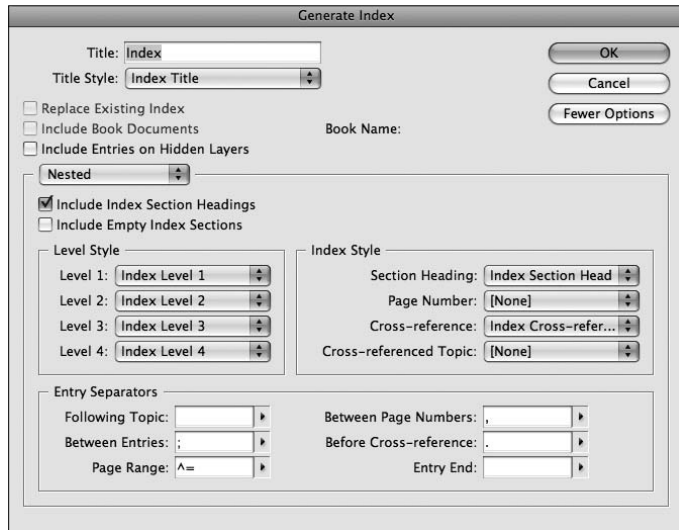 Generate Index
Title: Index
OK
Title Style: Index Title
Cancel
Replace Existing Index
Fewer Options
Include Book Documents
Book Name:
Include Entries on Hidden Layers
Nested
Include Index Section Headings
Include Empty Index Sections
Level Style
Level 1: Index Level 1
Level 2: Index Level 2
Level 3: Index Level 3
Level 4: Index Level 4
Index Style
Section Heading: Index Section Head
Page Number: [None]
Cross-reference: Index Cross-refer...
Cross-referenced Topic: [None]
Entry Separators
Following Topic:
Between Entries: ;
Page Range: ^=
Between Page Numbers: ,
Before Cross-reference: .
Entry End: